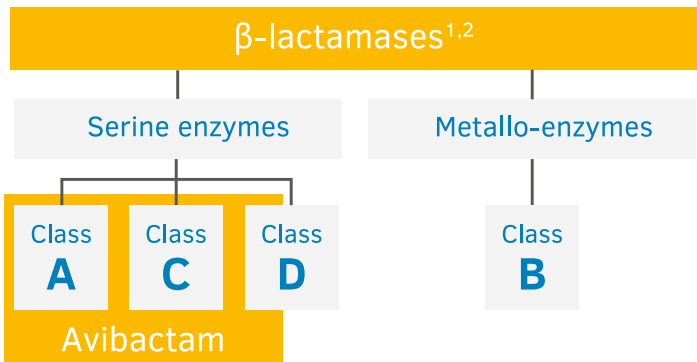 β-lactamases¹,²
Serine enzymes
Metallo-enzymes
Class
A
Class
C
Class
D
Class
B
Avibactam